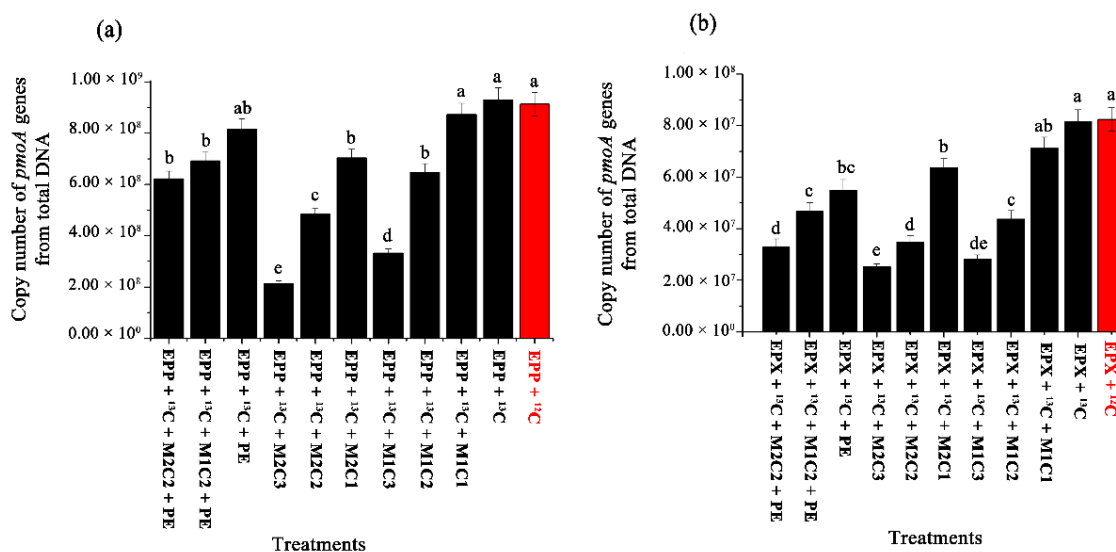 (a)
Copy number of pmoA genes
from total DNA
1.00 × 10⁹
8.00 × 10⁸
6.00 × 10⁸
4.00 × 10⁸
2.00 × 10⁸
0.00 × 10⁰
b
b
ab
e
c
b
d
b
a
a
a
EPP + ¹³C + M2C2 + PE
EPP + ¹³C + M1C2 + PE
EPP + ¹³C + PE
EPP + ¹³C + M2C3
EPP + ¹³C + M2C2
EPP + ¹³C + M2C1
EPP + ¹³C + M1C3
EPP + ¹³C + M1C2
EPP + ¹³C + M1C1
EPP + ¹³C
EPP + ¹²C
Treatments
(b)
Copy number of pmoA genes
from total DNA
1.00 × 10⁸
8.00 × 10⁷
6.00 × 10⁷
4.00 × 10⁷
2.00 × 10⁷
0.00 × 10⁰
d
c
bc
e
d
b
de
c
ab
a
a
EPX + ¹³C + M2C2 + PE
EPX + ¹³C + M1C2 + PE
EPX + ¹³C + PE
EPX + ¹³C + M2C3
EPX + ¹³C + M2C2
EPX + ¹³C + M2C1
EPX + ¹³C + M1C3
EPX + ¹³C + M1C2
EPX + ¹³C + M1C1
EPX + ¹³C
EPX + ¹²C
Treatments